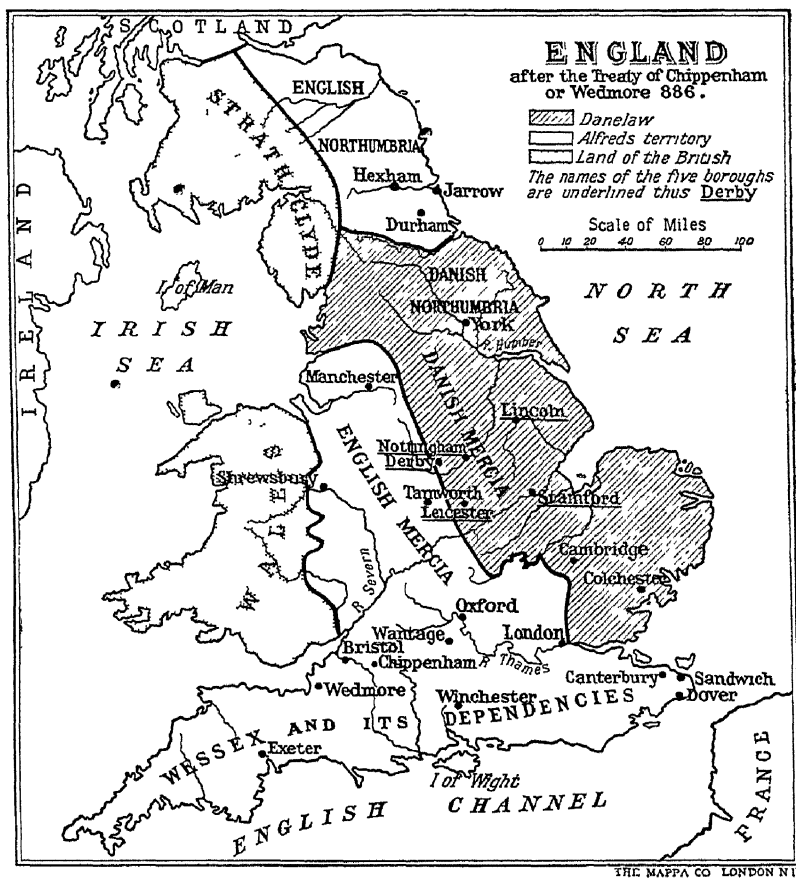 SCOTLAND
ENGLAND
after the Treaty of Chippenham
or Wedmore 886.
Danelaw
Alfreds territory
Land of the British
The names of the five boroughs
are underlined thus Derby
Scale of Miles
0 10 20 40 60 80 100
ENGLISH
NORTHUMBRIA
STRATHCLYDE
Hexham
Jarrow
Durham
IRELAND
I. of Man
IRISH
SEA
DANISH
NORTHUMBRIA
York
R. Humber
NORTH
SEA
Manchester
DANISH MERCIA
Lincoln
ENGLISH MERCIA
Nottingham
Derby
Shrewsbury
WALES
Tamworth
Leicester
Stamford
Cambridge
Colchester
R. Severn
Oxford
Wantage
London
Bristol
Chippenham
R Thames
Canterbury
Sandwich
Dover
Wedmore
Winchester
WESSEX AND ITS DEPENDENCIES
Exeter
I of Wight
ENGLISH CHANNEL
FRANCE
THE MAPPA CO LONDON N1